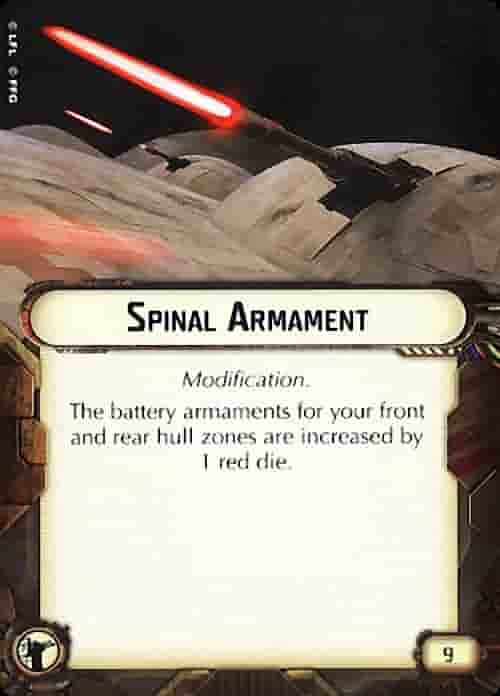 © LFL © FFG
Spinal Armament
Modification.
The battery armaments for your front
and rear hull zones are increased by
1 red die.
9